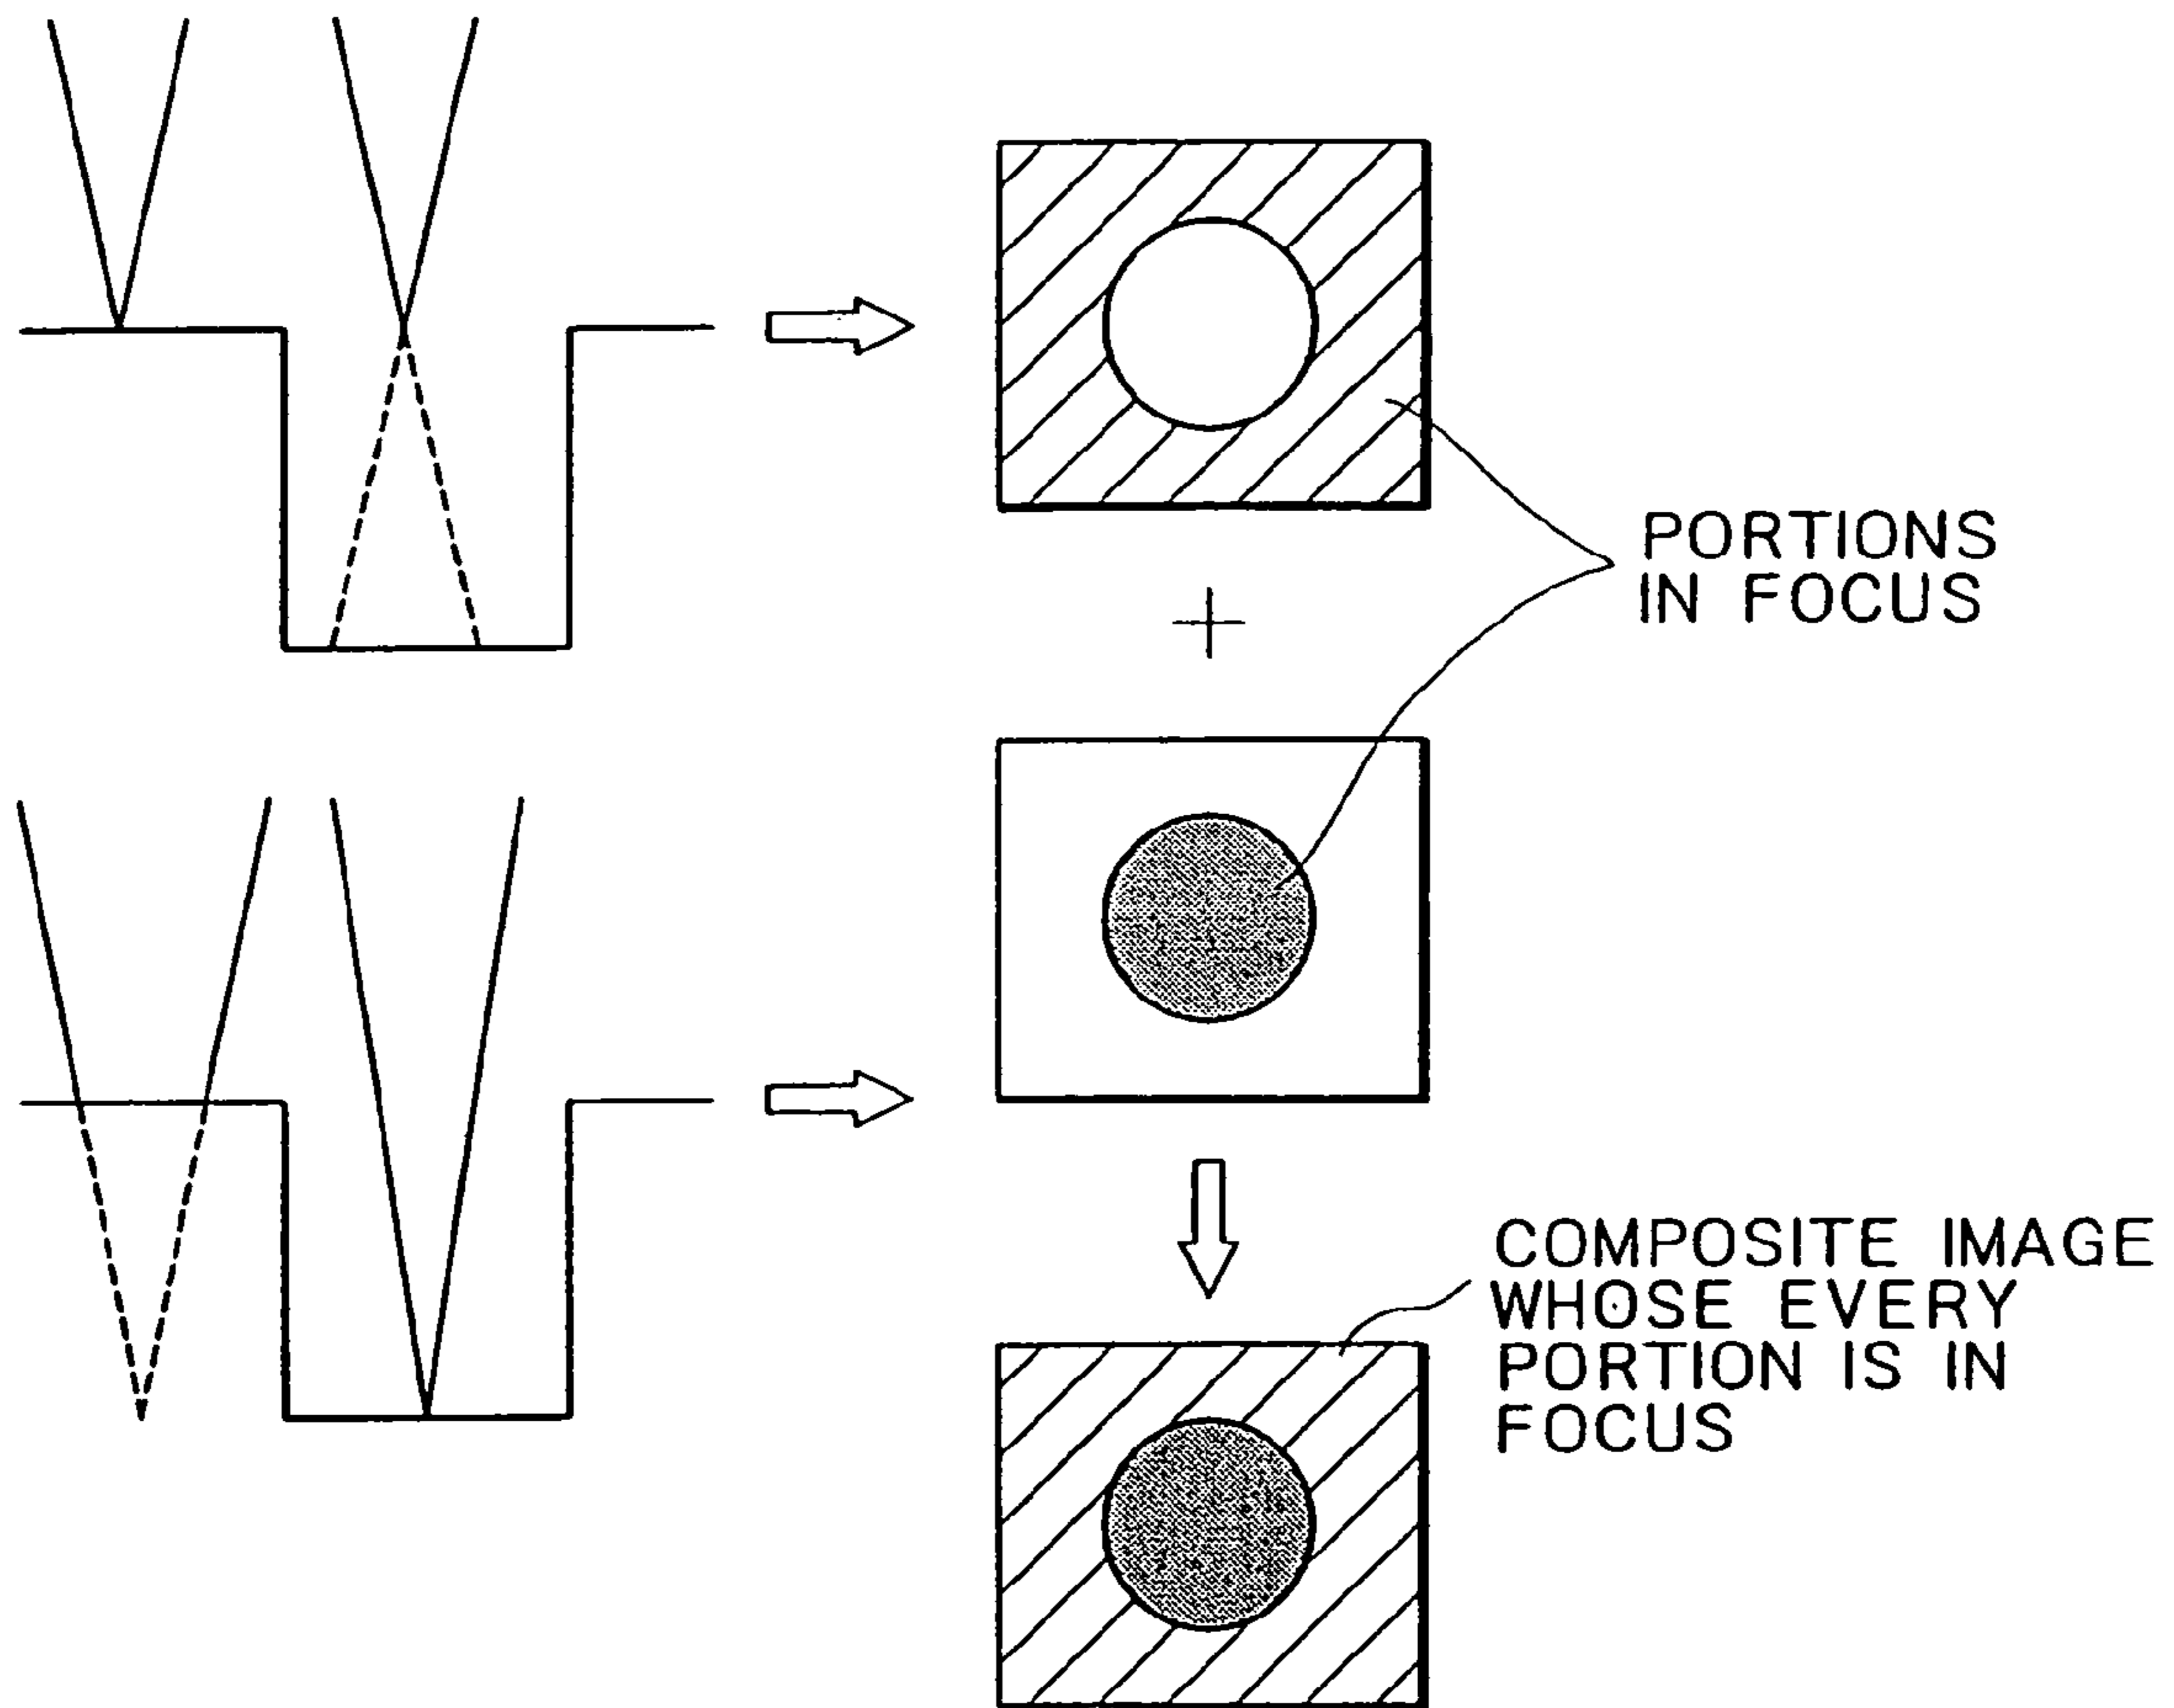 PORTIONS
IN FOCUS
COMPOSITE IMAGE
WHOSE EVERY
PORTION IS IN
FOCUS